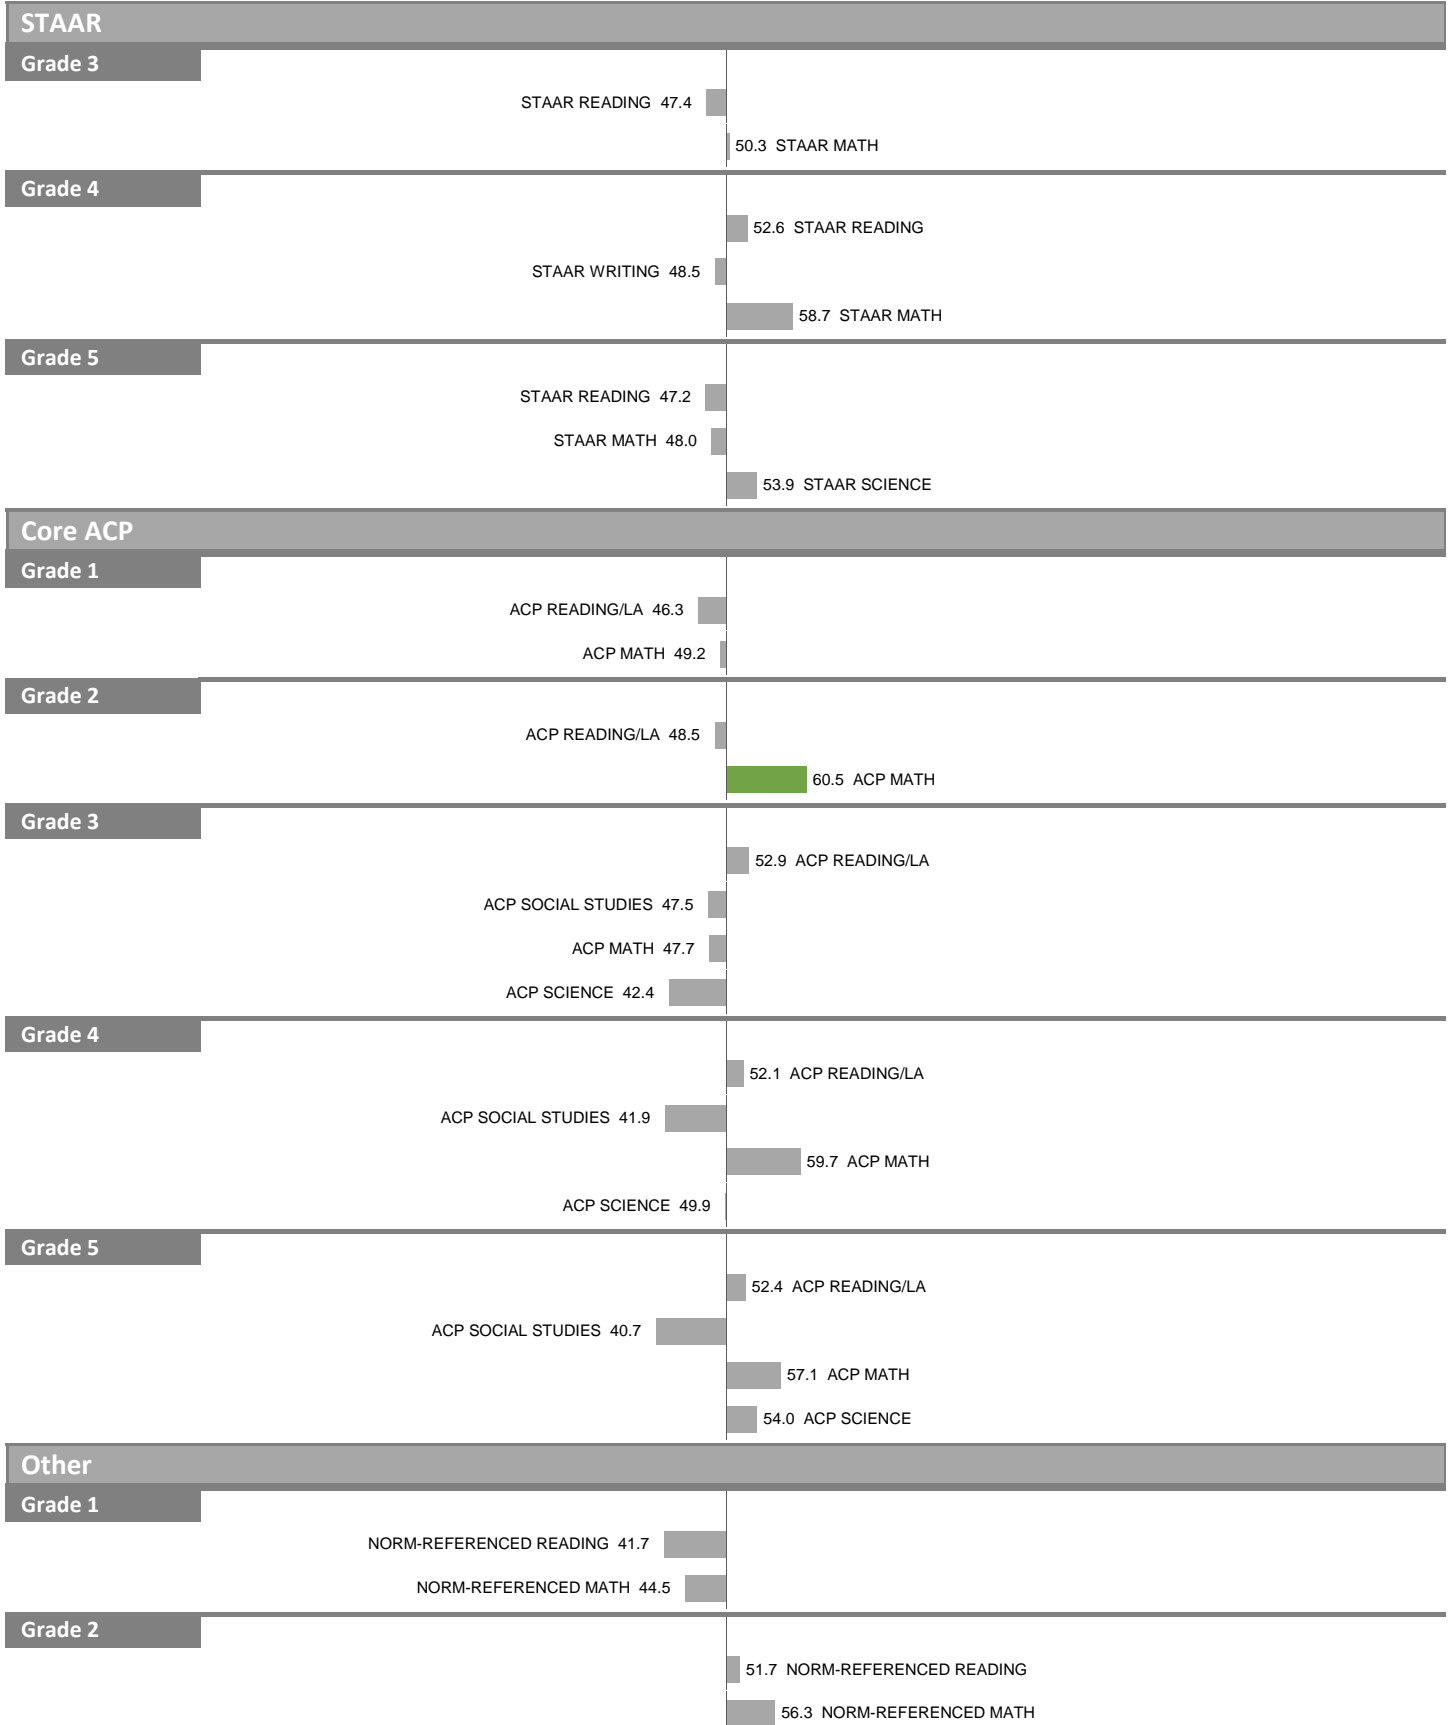 STAAR
Grade 3
STAAR READING 47.4
50.3 STAAR MATH
Grade 4
52.6 STAAR READING
STAAR WRITING 48.5
58.7 STAAR MATH
Grade 5
STAAR READING 47.2
STAAR MATH 48.0
53.9 STAAR SCIENCE
Core ACP
Grade 1
ACP READING/LA 46.3
ACP MATH 49.2
Grade 2
ACP READING/LA 48.5
60.5 ACP MATH
Grade 3
52.9 ACP READING/LA
ACP SOCIAL STUDIES 47.5
ACP MATH 47.7
ACP SCIENCE 42.4
Grade 4
52.1 ACP READING/LA
ACP SOCIAL STUDIES 41.9
59.7 ACP MATH
ACP SCIENCE 49.9
Grade 5
52.4 ACP READING/LA
ACP SOCIAL STUDIES 40.7
57.1 ACP MATH
54.0 ACP SCIENCE
Other
Grade 1
NORM-REFERENCED READING 41.7
NORM-REFERENCED MATH 44.5
Grade 2
51.7 NORM-REFERENCED READING
56.3 NORM-REFERENCED MATH